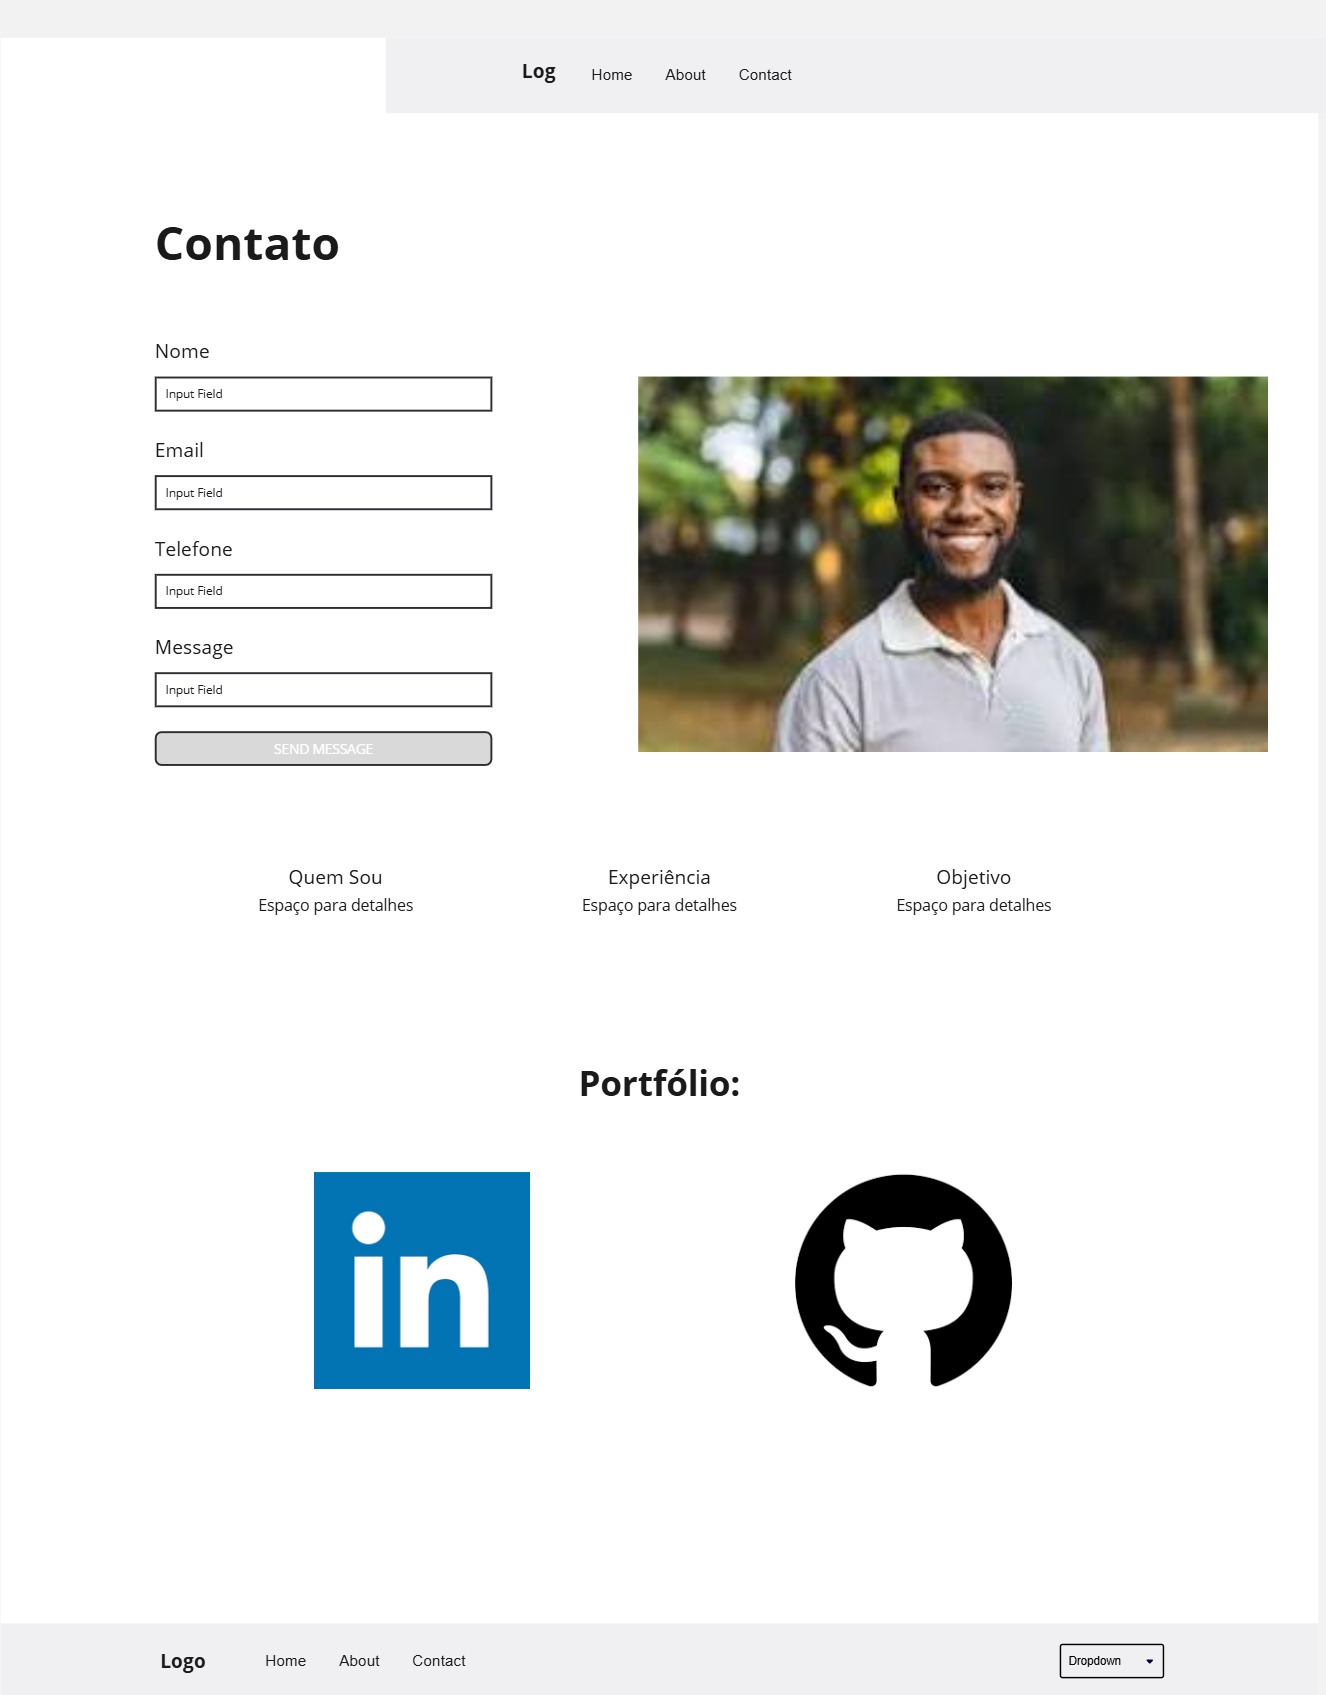 Log Home About Contact
Contato
Nome
Input Field
Email
Input Field
Telefone
Input Field
Message
Input Field
SEND MESSAGE
Quem Sou
Espaço para detalhes
Experiência
Espaço para detalhes
Objetivo
Espaço para detalhes
Portfólio:
in
Logo Home About Contact Dropdown